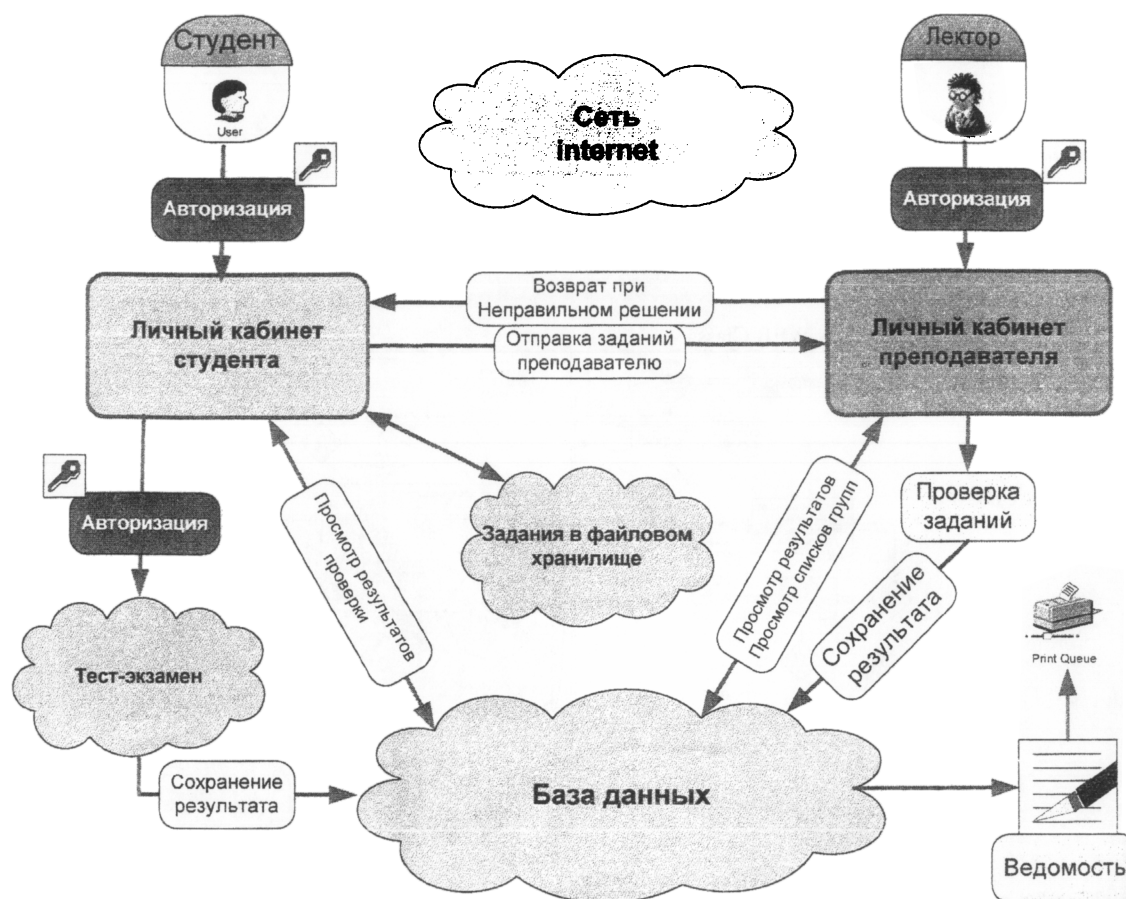 Студент
User
Лектор
Сеть
internet
Авторизация
Авторизация
Возврат при
Неправильном решении
Личный кабинет
студента
Отправка заданий
преподавателю
Личный кабинет
преподавателя
Авторизация
Просмотр результатов
проверки
Задания в файловом
хранилище
Просмотр результатов
Просмотр списков групп
Проверка
заданий
Сохранение
результата
Print Queue
Тест-экзамен
Сохранение
результата
База данных
Ведомость